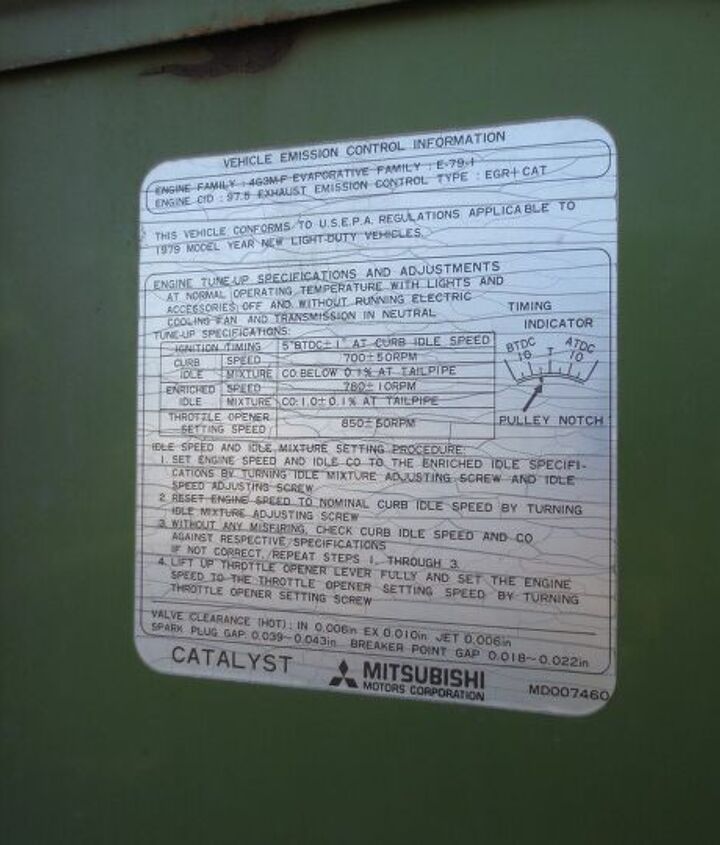 VEHICLE EMISSION CONTROL INFORMATION
ENGINE FAMILY : 4G3M-F EVAPORATIVE FAMILY : E-79-1
ENGINE CID : 97.5 EXHAUST EMISSION CONTROL TYPE : EGR+CAT
THIS VEHICLE CONFORMS TO U.S.E.P.A. REGULATIONS APPLICABLE TO
1979 MODEL YEAR NEW LIGHT-DUTY VEHICLES.
ENGINE TUNE-UP SPECIFICATIONS AND ADJUSTMENTS
AT NORMAL OPERATING TEMPERATURE WITH LIGHTS AND
ACCESSORIES OFF AND WITHOUT RUNNING ELECTRIC
COOLING FAN AND TRANSMISSION IN NEUTRAL
TUNE-UP SPECIFICATIONS:
IGNITION TIMING 5°BTDC±1° AT CURB IDLE SPEED
CURB IDLE SPEED 700±50RPM
MIXTURE CO BELOW 0.1% AT TAILPIPE
ENRICHED IDLE SPEED 780±10RPM
MIXTURE CO:1.0±0.1% AT TAILPIPE
THROTTLE OPENER
SETTING SPEED 850±50RPM
TIMING
INDICATOR
BTDC ATDC
10 T 10
PULLEY NOTCH
IDLE SPEED AND IDLE MIXTURE SETTING PROCEDURE:
1. SET ENGINE SPEED AND IDLE CO TO THE ENRICHED IDLE SPECIFI-
CATIONS BY TURNING IDLE MIXTURE ADJUSTING SCREW AND IDLE
SPEED ADJUSTING SCREW
2. RESET ENGINE SPEED TO NOMINAL CURB IDLE SPEED BY TURNING
IDLE MIXTURE ADJUSTING SCREW
3. WITHOUT ANY MISFIRING, CHECK CURB IDLE SPEED AND CO
AGAINST RESPECTIVE SPECIFICATIONS
IF NOT CORRECT, REPEAT STEPS 1, THROUGH 3.
4. LIFT UP THROTTLE OPENER LEVER FULLY AND SET THE ENGINE
SPEED TO THE THROTTLE OPENER SETTING SPEED BY TURNING
THROTTLE OPENER SETTING SCREW
VALVE CLEARANCE (HOT): IN 0.006in EX 0.010in JET 0.006in
SPARK PLUG GAP 0.039~0.043in BREAKER POINT GAP 0.018~0.022in
CATALYST
MITSUBISHI
MOTORS CORPORATION
MD007460